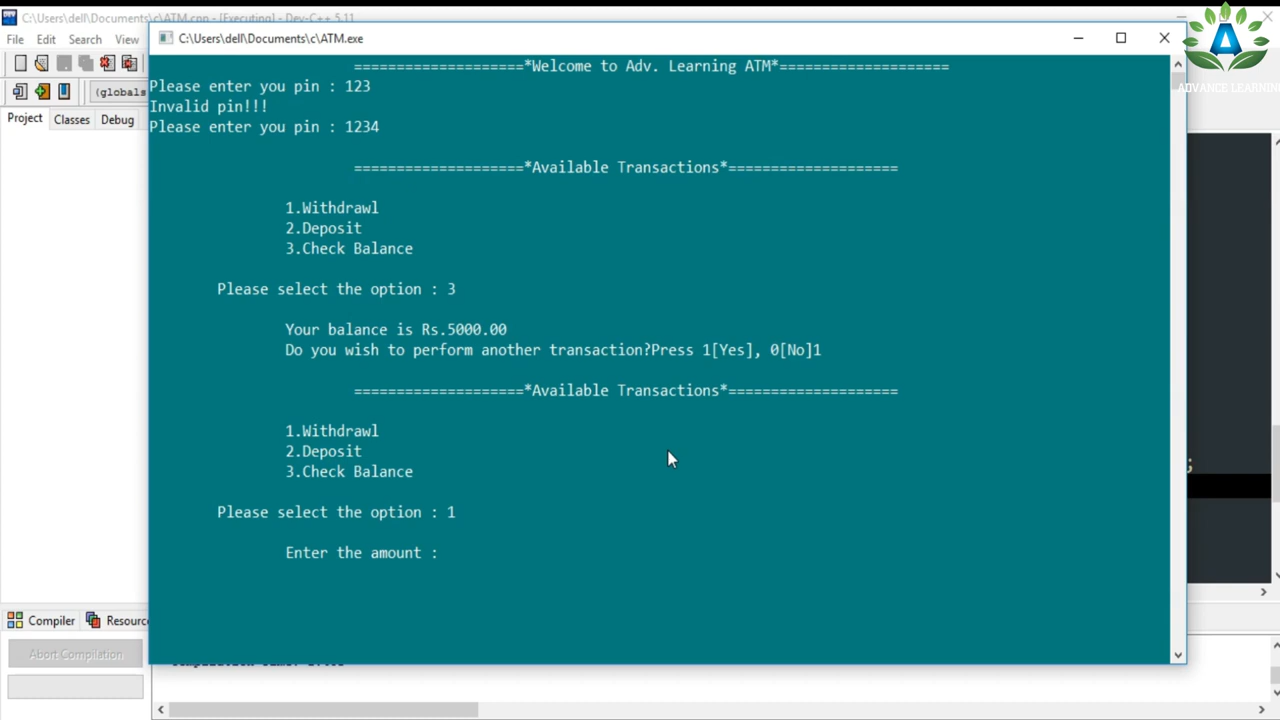 C:\Users\dell\Documents\c\ATM.cpp - [Executing] - Dev-C++ 5.11
File Edit Search View
(globals
Project Classes Debug
C:\Users\dell\Documents\c\ATM.exe
====================*Welcome to Adv. Learning ATM*====================
Please enter you pin : 123
Invalid pin!!!
Please enter you pin : 1234
====================*Available Transactions*====================
1.Withdrawl
2.Deposit
3.Check Balance
Please select the option : 3
Your balance is Rs.5000.00
Do you wish to perform another transaction?Press 1[Yes], 0[No]1
====================*Available Transactions*====================
1.Withdrawl
2.Deposit
3.Check Balance
Please select the option : 1
Enter the amount :
;
Compiler Resourc
Abort Compilation
A
ADVANCE LEARNING